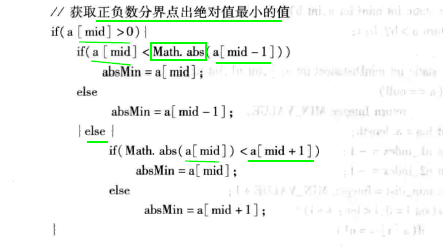 // 获取正负数分界点出绝对值最小的值
if(a[mid]>0){
if(a[mid]<Math.abs(a[mid-1]))
absMin=a[mid];
else
absMin=a[mid-1];
}else{
if(Math.abs(a[mid])<a[mid+1])
absMin=a[mid];
else
absMin=a[mid+1];
}